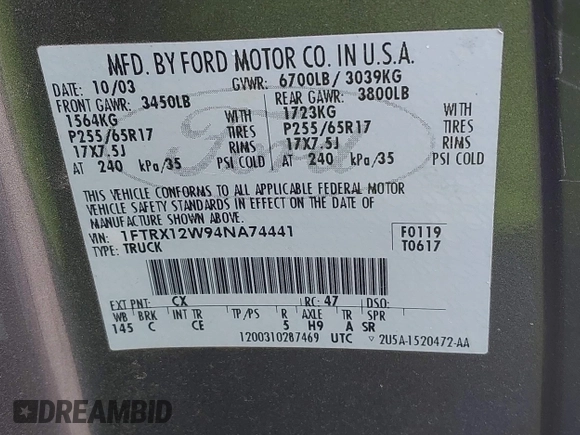 MFD. BY FORD MOTOR CO. IN U.S.A.
DATE: 10/03 GVWR: 6700LB / 3039KG
FRONT GAWR: 3450LB REAR GAWR: 3800LB
1564KG WITH 1723KG WITH
P255/65R17 TIRES P255/65R17 TIRES
17X7.5J RIMS 17X7.5J RIMS
AT 240 kPa/35 PSI COLD AT 240 kPa/35 PSI COLD
THIS VEHICLE CONFORMS TO ALL APPLICABLE FEDERAL MOTOR
VEHICLE SAFETY STANDARDS IN EFFECT ON THE DATE OF
MANUFACTURE SHOWN ABOVE.
VIN: 1FTRX12W94NA74441 F0119
TYPE: TRUCK T0617
EXT PNT: CX RC: 47 DSO:
WB BRK INT TR TP/PS R AXLE TR SPR
145 C CE 5 H9 A SR
1200310287469 UTC 2U5A-1520472-AA
Ford
DREAMBID